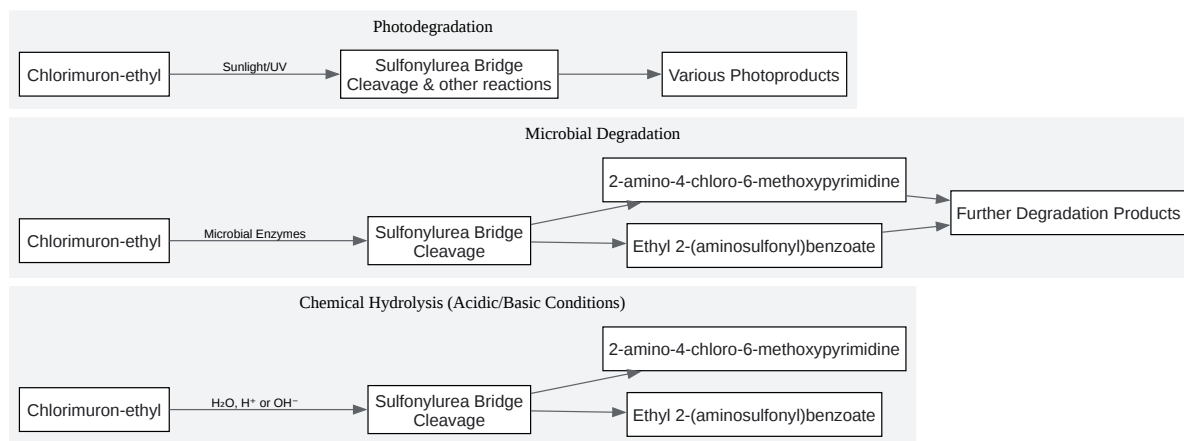 Photodegradation
Chlorimuron-ethyl
Sunlight/UV
Sulfonylurea Bridge
Cleavage & other reactions
Various Photoproducts
Microbial Degradation
Chlorimuron-ethyl
Microbial Enzymes
Sulfonylurea Bridge
Cleavage
2-amino-4-chloro-6-methoxypyrimidine
Ethyl 2-(aminosulfonyl)benzoate
Further Degradation Products
Chemical Hydrolysis (Acidic/Basic Conditions)
Chlorimuron-ethyl
H₂O, H⁺ or OH⁻
Sulfonylurea Bridge
Cleavage
2-amino-4-chloro-6-methoxypyrimidine
Ethyl 2-(aminosulfonyl)benzoate